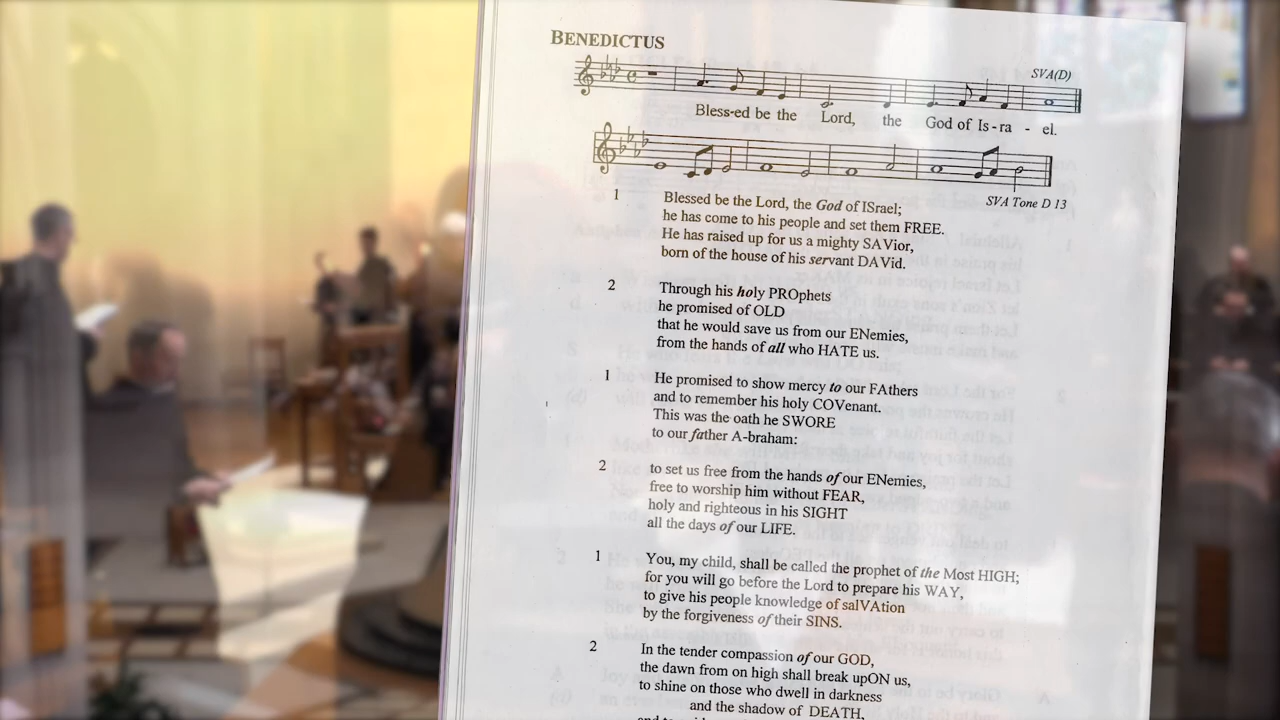 BENEDICTUS
SVA(D)
Bless-ed be the Lord, the God of Is-ra - el.
SVA Tone D 13
1 Blessed be the Lord, the God of ISrael;
he has come to his people and set them FREE.
He has raised up for us a mighty SAVior,
born of the house of his servant DAVid.
2 Through his holy PROphets
he promised of OLD
that he would save us from our ENemies,
from the hands of all who HATE us.
1 He promised to show mercy to our FAthers
and to remember his holy COVenant.
This was the oath he SWORE
to our father A-braham:
2 to set us free from the hands of our ENemies,
free to worship him without FEAR,
holy and righteous in his SIGHT
all the days of our LIFE.
1 You, my child, shall be called the prophet of the Most HIGH;
for you will go before the Lord to prepare his WAY,
to give his people knowledge of salVAtion
by the forgiveness of their SINS.
2 In the tender compassion of our GOD,
the dawn from on high shall break upON us,
to shine on those who dwell in darkness
and the shadow of DEATH,